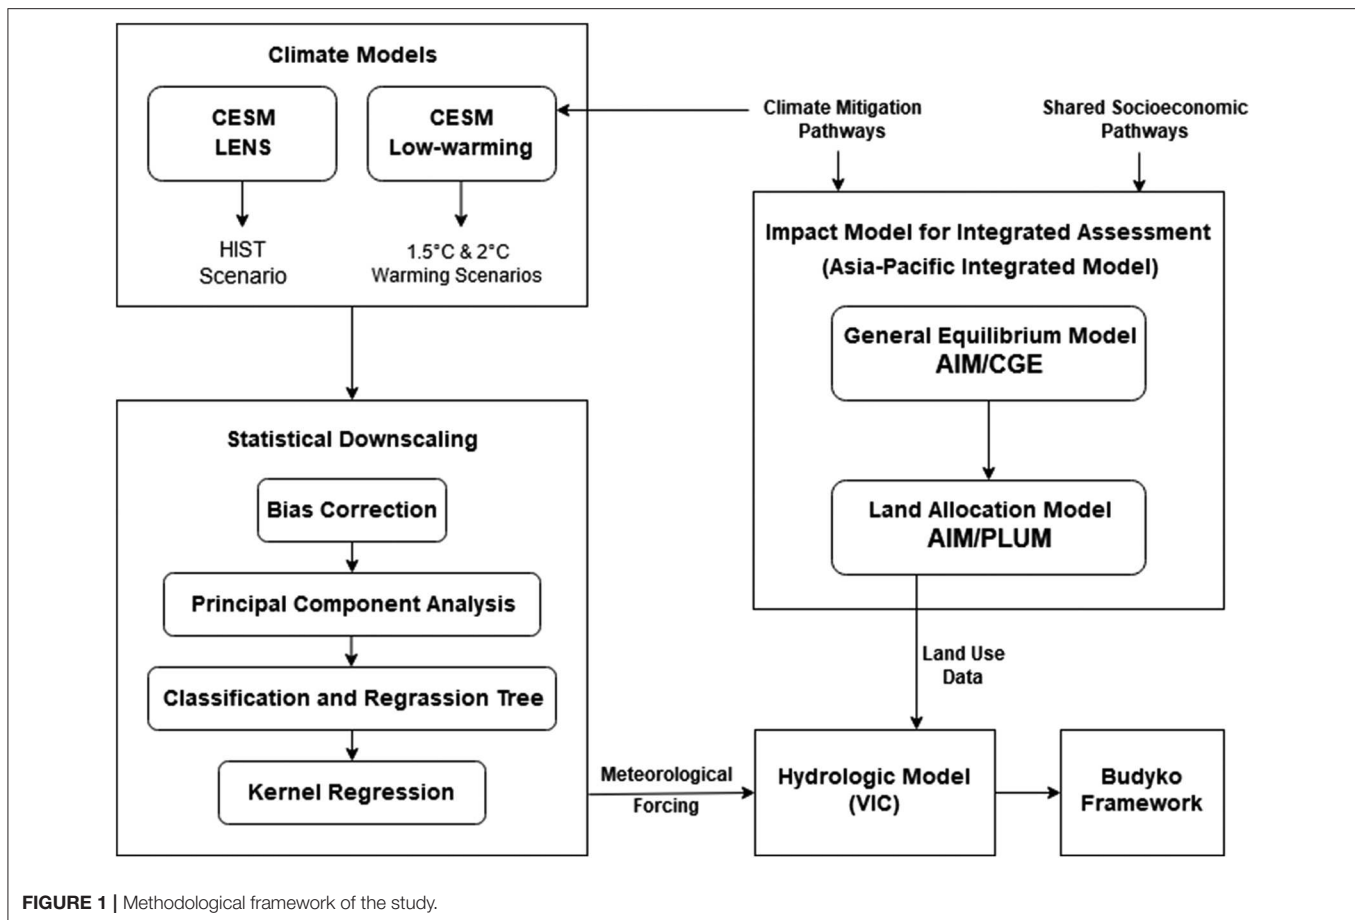 Climate Models
CESM
LENS
CESM
Low-warming
HIST
Scenario
1.5°C & 2°C
Warming Scenarios
Climate Mitigation
Pathways
Shared Socioeconomic
Pathways
Impact Model for Integrated Assessment
(Asia-Pacific Integrated Model)
General Equilibrium Model
AIM/CGE
Land Allocation Model
AIM/PLUM
Land Use
Data
Statistical Downscaling
Bias Correction
Principal Component Analysis
Classification and Regrassion Tree
Kernel Regression
Meteorological
Forcing
Hydrologic Model
(VIC)
Budyko
Framework
FIGURE 1 | Methodological framework of the study.